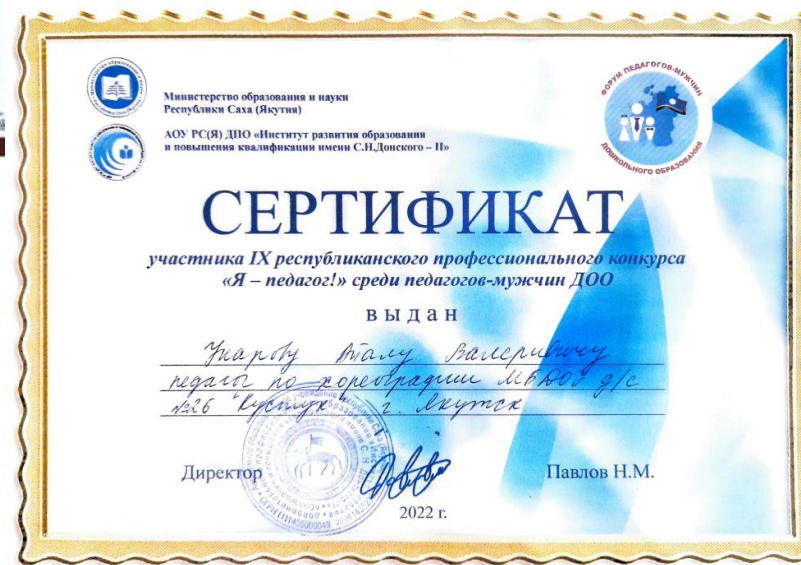 Министерство образования и науки
Республики Саха (Якутия)
АОУ РС(Я) ДПО «Институт развития образования
и повышения квалификации имени С.Н.Донского – II»
ФОРУМ ПЕДАГОГОВ-МУЖЧИН
ДОШКОЛЬНОГО ОБРАЗОВАНИЯ
СЕРТИФИКАТ
участника IX республиканского профессионального конкурса
«Я – педагог!» среди педагогов-мужчин ДОО
выдан
Валериевичу
педагог по хореографии МБДОУ д/с
№26 "Кустук" г. Якутск
Директор
Павлов Н.М.
2022 г.